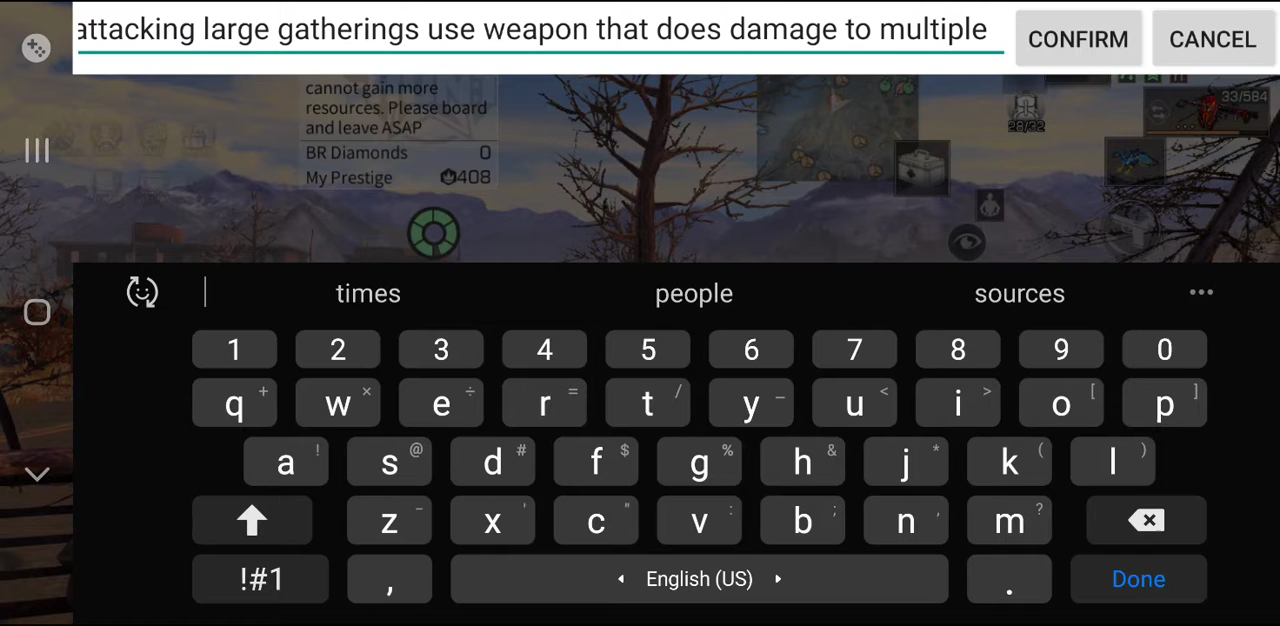 attacking large gatherings use weapon that does damage to multiple
CONFIRM
CANCEL
cannot gain more
resources. Please board
and leave ASAP
BR Diamonds 0
My Prestige 408
28/32
33/584
times people sources
1 2 3 4 5 6 7 8 9 0
q + w × e ÷ r = t / y _ u < i > o [ p ]
a ! s @ d # f $ g % h & j * k ( l )
z - x ' c " v : b ; n , m ?
!#1 , English (US) . Done